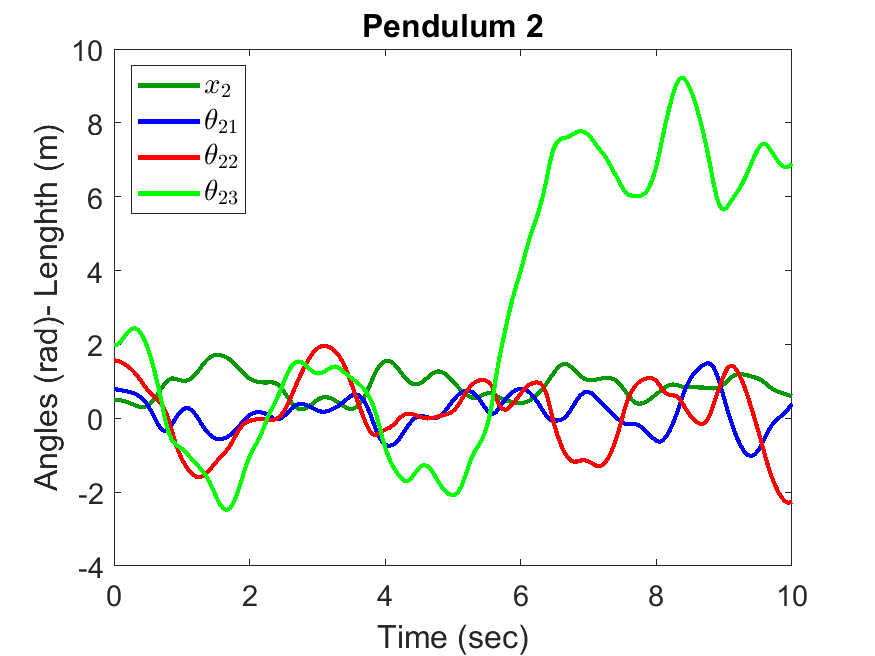 Pendulum 2
10
8
6
4
2
0
-2
-4
Angles (rad)- Lenghth (m)
x₂
θ₂₁
θ₂₂
θ₂₃
0 2 4 6 8 10
Time (sec)